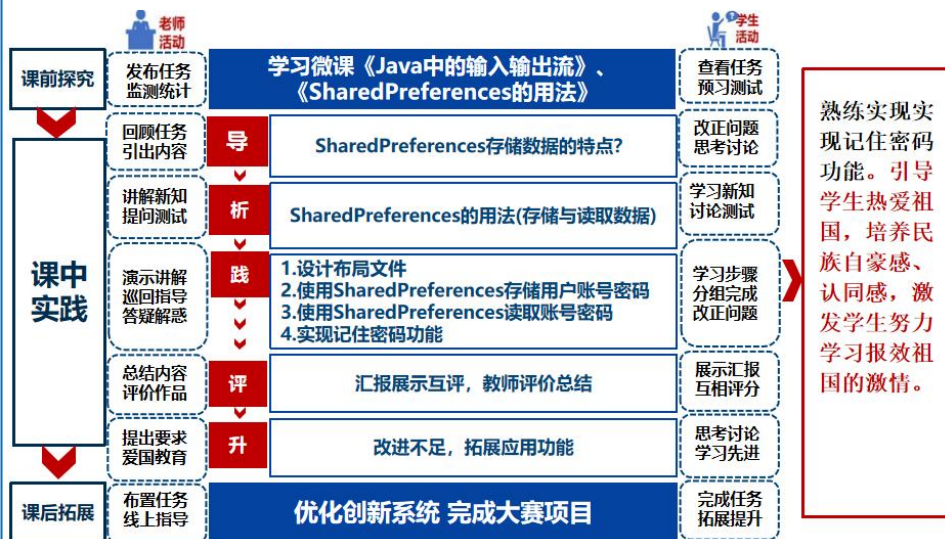 老师
活动
学生
活动
课前探究
发布任务
监测统计
学习微课《Java中的输入输出流》、
《SharedPreferences的用法》
查看任务
预习测试
课中
实践
回顾任务
引出内容
导
SharedPreferences存储数据的特点？
改正问题
思考讨论
讲解新知
提问测试
析
SharedPreferences的用法(存储与读取数据)
学习新知
讨论测试
演示讲解
巡回指导
答疑解惑
践
1.设计布局文件
2.使用SharedPreferences存储用户账号密码
3.使用SharedPreferences读取账号密码
4.实现记住密码功能
学习步骤
分组完成
改正问题
总结内容
评价作品
评
汇报展示互评，教师评价总结
展示汇报
互相评分
提出要求
爱国教育
升
改进不足，拓展应用功能
思考讨论
学习先进
课后拓展
布置任务
线上指导
优化创新系统 完成大赛项目
完成任务
拓展提升
熟练实现实
现记住密码
功能。引导
学生热爱祖
国，培养民
族自豪感、
认同感，激
发学生努力
学习报效祖
国的激情。